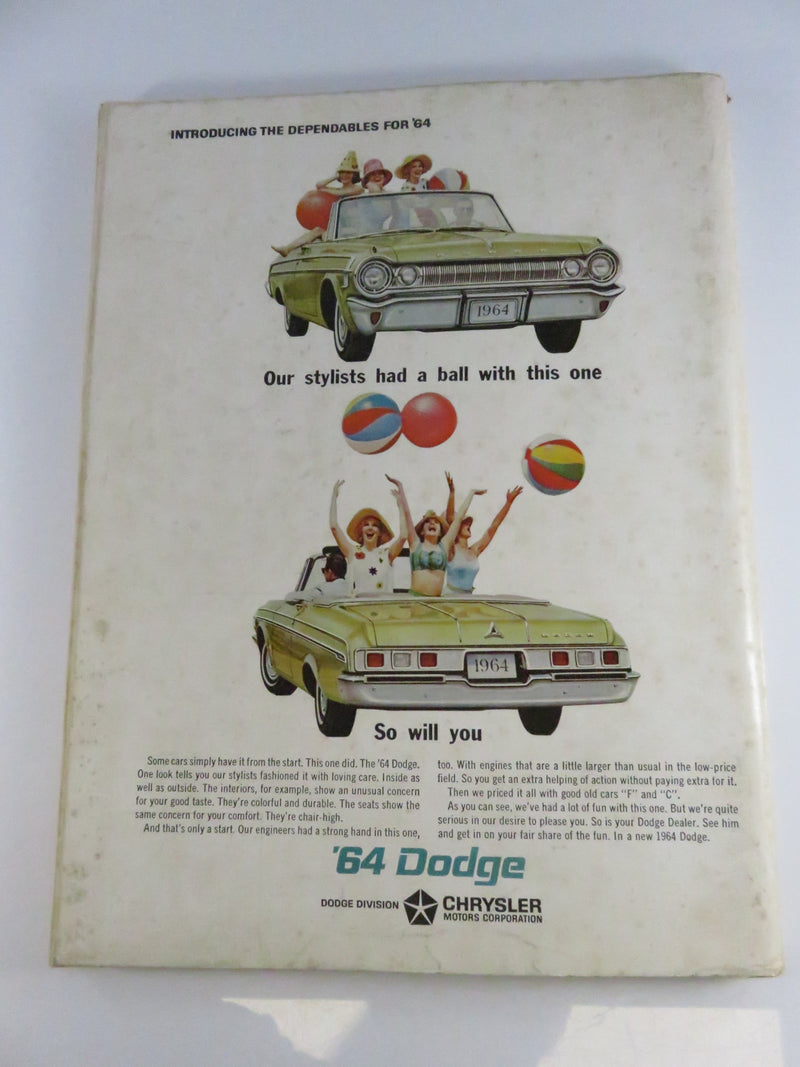 INTRODUCING THE DEPENDABLES FOR '64
1964
Our stylists had a ball with this one
DODGE
1964
So will you
Some cars simply have it from the start. This one did. The '64 Dodge.
One look tells you our stylists fashioned it with loving care. Inside as
well as outside. The interiors, for example, show an unusual concern
for your good taste. They're colorful and durable. The seats show the
same concern for your comfort. They're chair-high.
And that's only a start. Our engineers had a strong hand in this one,
too. With engines that are a little larger than usual in the low-price
field. So you get an extra helping of action without paying extra for it.
Then we priced it all with good old cars "F" and "C".
As you can see, we've had a lot of fun with this one. But we're quite
serious in our desire to please you. So is your Dodge Dealer. See him
and get in on your fair share of the fun. In a new 1964 Dodge.
'64 Dodge
DODGE DIVISION CHRYSLER
MOTORS CORPORATION